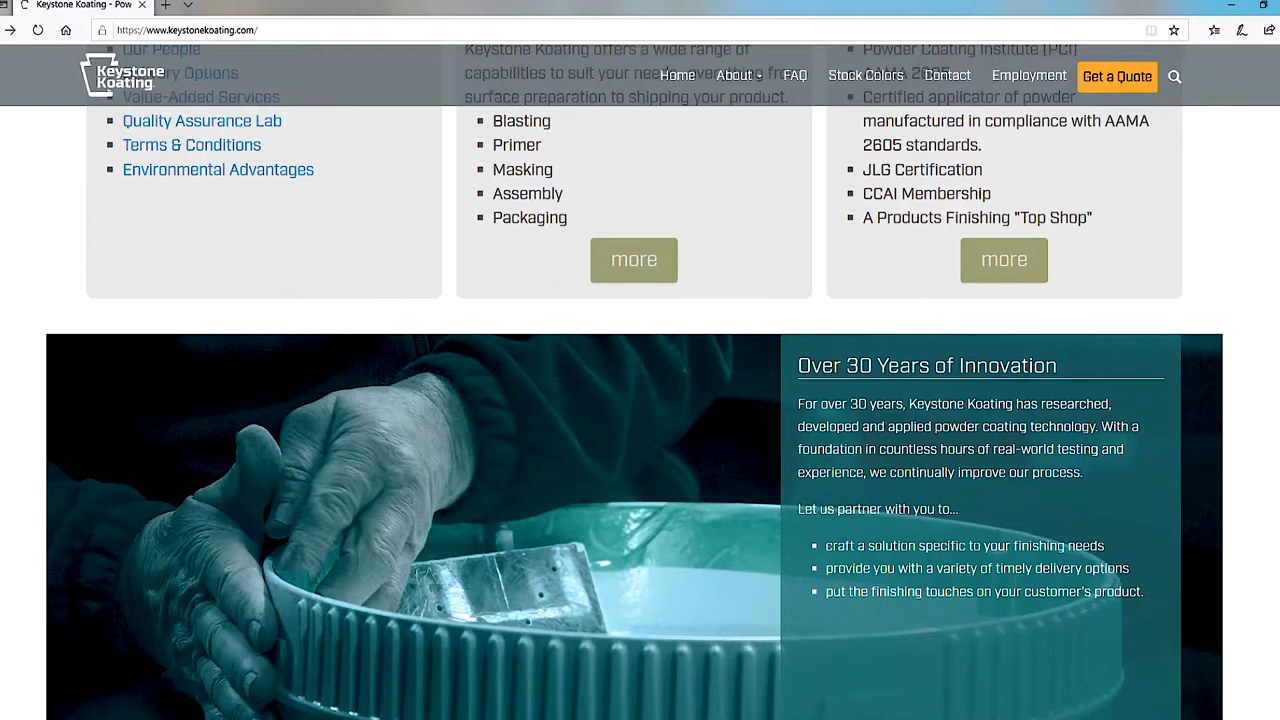 Keystone Koating - Pow
https://www.keystonekoating.com/
Keystone
Koating
Home
About
FAQ
Stock Colors
Contact
Employment
Get a Quote
Our People
Options
Value-Added Services
Quality Assurance Lab
Terms & Conditions
Environmental Advantages
Keystone Koating offers a wide range of
capabilities to suit your
surface preparation to shipping your product.
Blasting
Primer
Masking
Assembly
Packaging
more
Powder Coating Institute (PCI)
AAMA 2605
Certified applicator of powder
manufactured in compliance with AAMA
2605 standards.
JLG Certification
CCAI Membership
A Products Finishing "Top Shop"
more
Over 30 Years of Innovation
For over 30 years, Keystone Koating has researched,
developed and applied powder coating technology. With a
foundation in countless hours of real-world testing and
experience, we continually improve our process.
Let us partner with you to...
craft a solution specific to your finishing needs
provide you with a variety of timely delivery options
put the finishing touches on your customer's product.